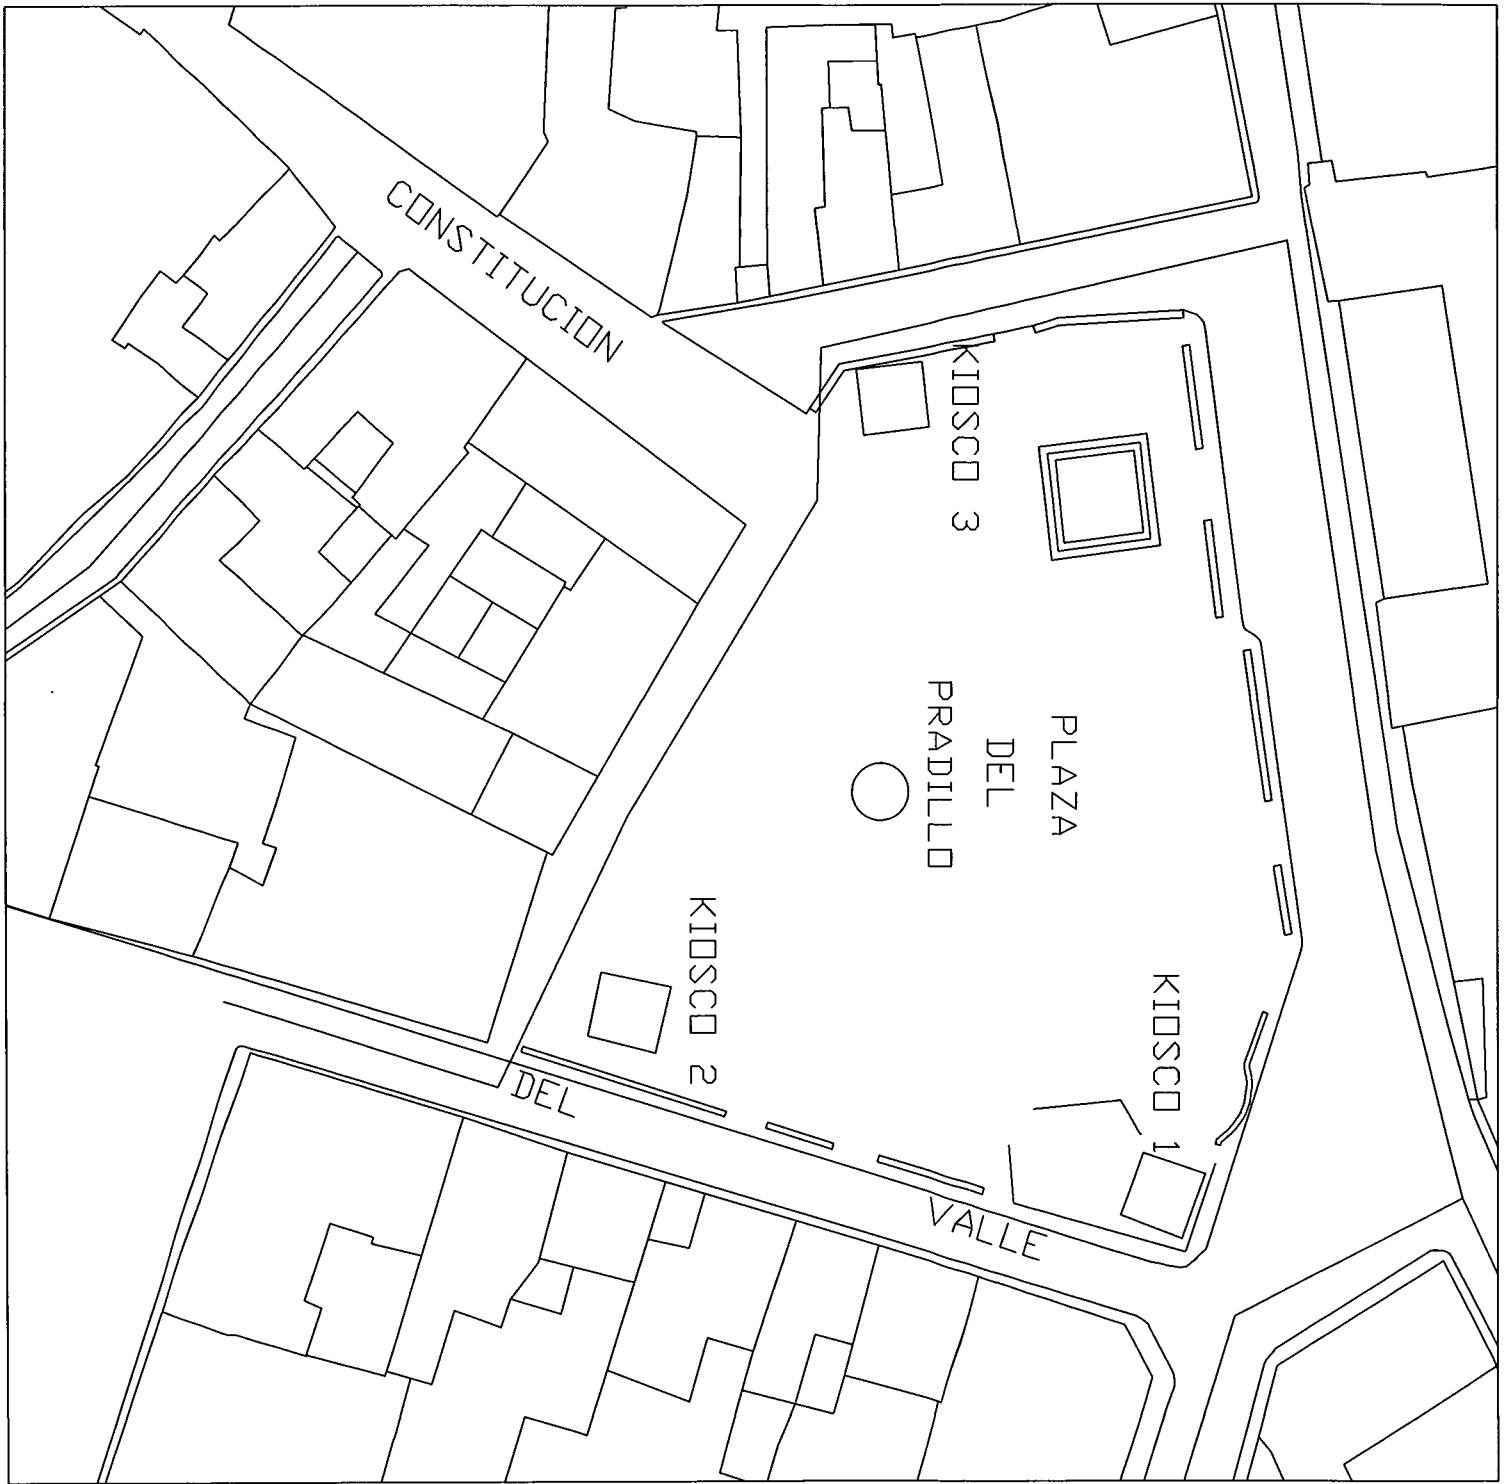 CONSTITUCION
KIOSCO 3
PLAZA
DEL
PRADILLO
KIOSCO 2
KIOSCO 1
DEL
VALLE